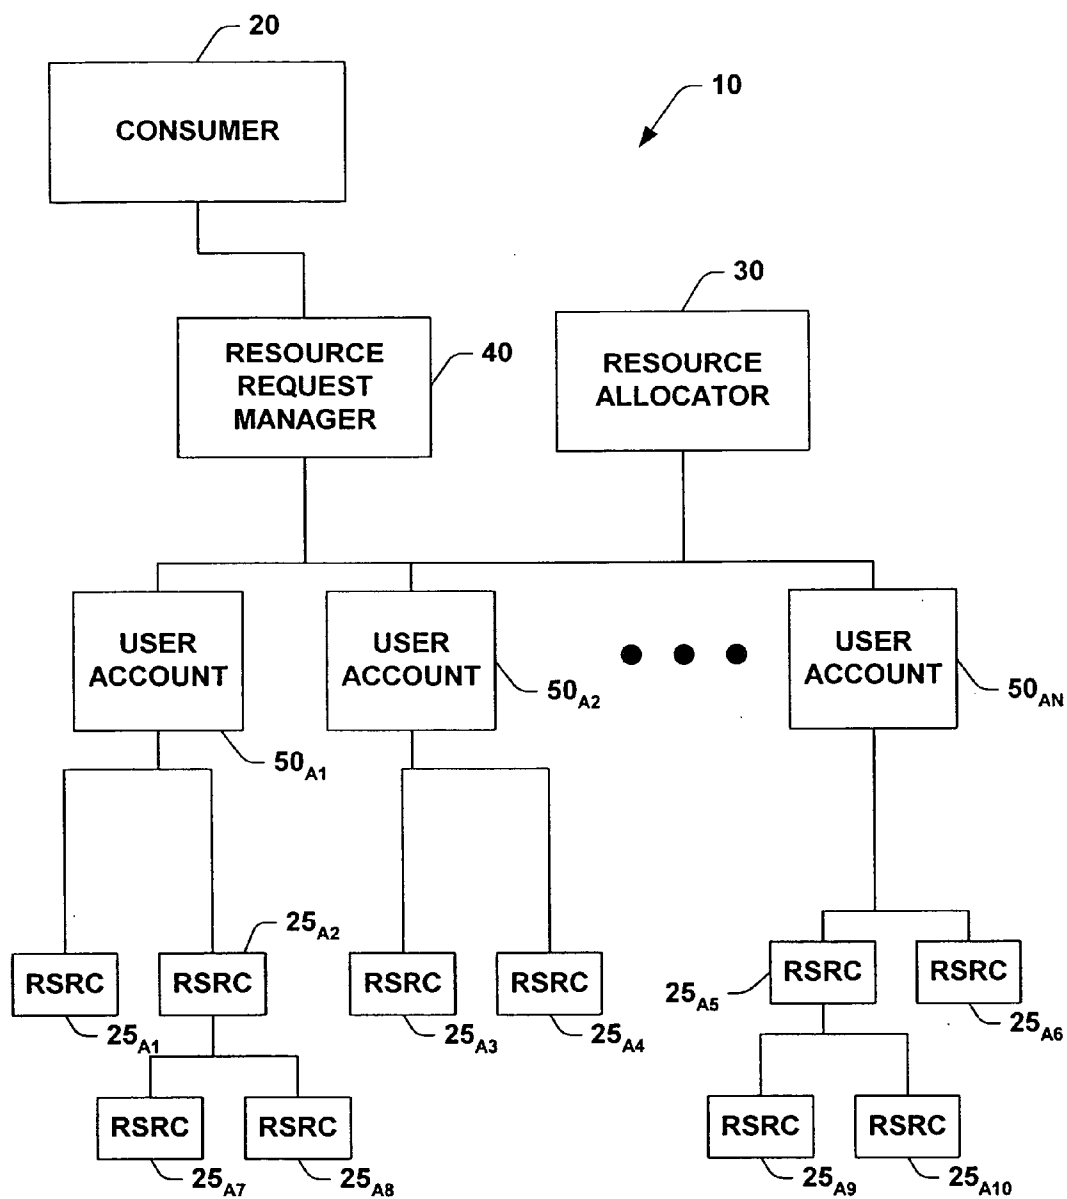 20
CONSUMER
10
30
RESOURCE
REQUEST
MANAGER
40
RESOURCE
ALLOCATOR
USER
ACCOUNT
USER
ACCOUNT
USER
ACCOUNT
50A1
50A2
50AN
25A2
RSRC
RSRC
RSRC
RSRC
RSRC
RSRC
25A1
25A3
25A4
25A5
25A6
RSRC
RSRC
RSRC
RSRC
25A7
25A8
25A9
25A10